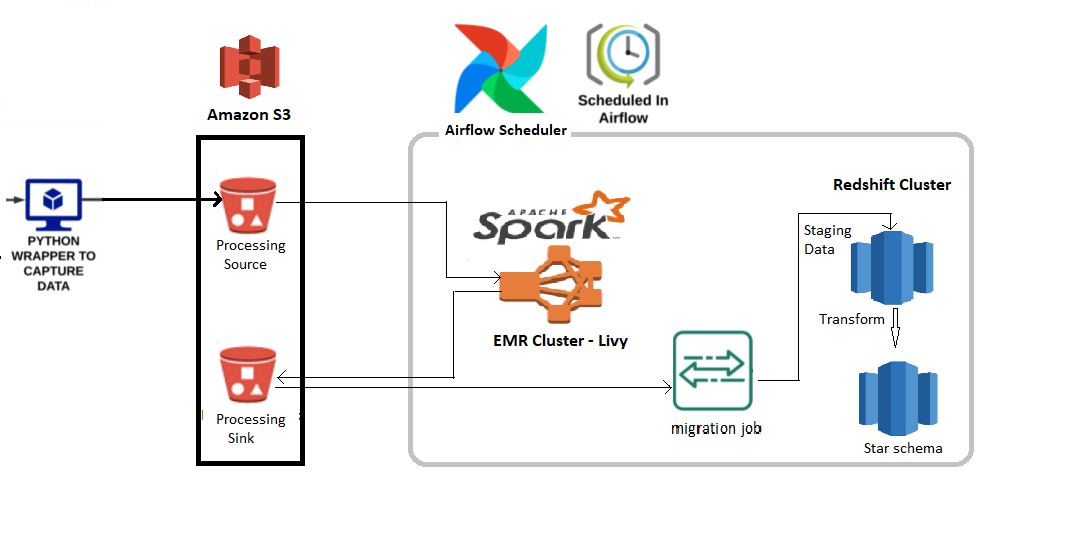 Amazon S3
Scheduled In
Airflow
Airflow Scheduler
PYTHON
WRAPPER TO
CAPTURE
DATA
Processing
Source
Processing
Sink
APACHE
Spark
EMR Cluster - Livy
migration job
Redshift Cluster
Staging
Data
Transform
Star schema